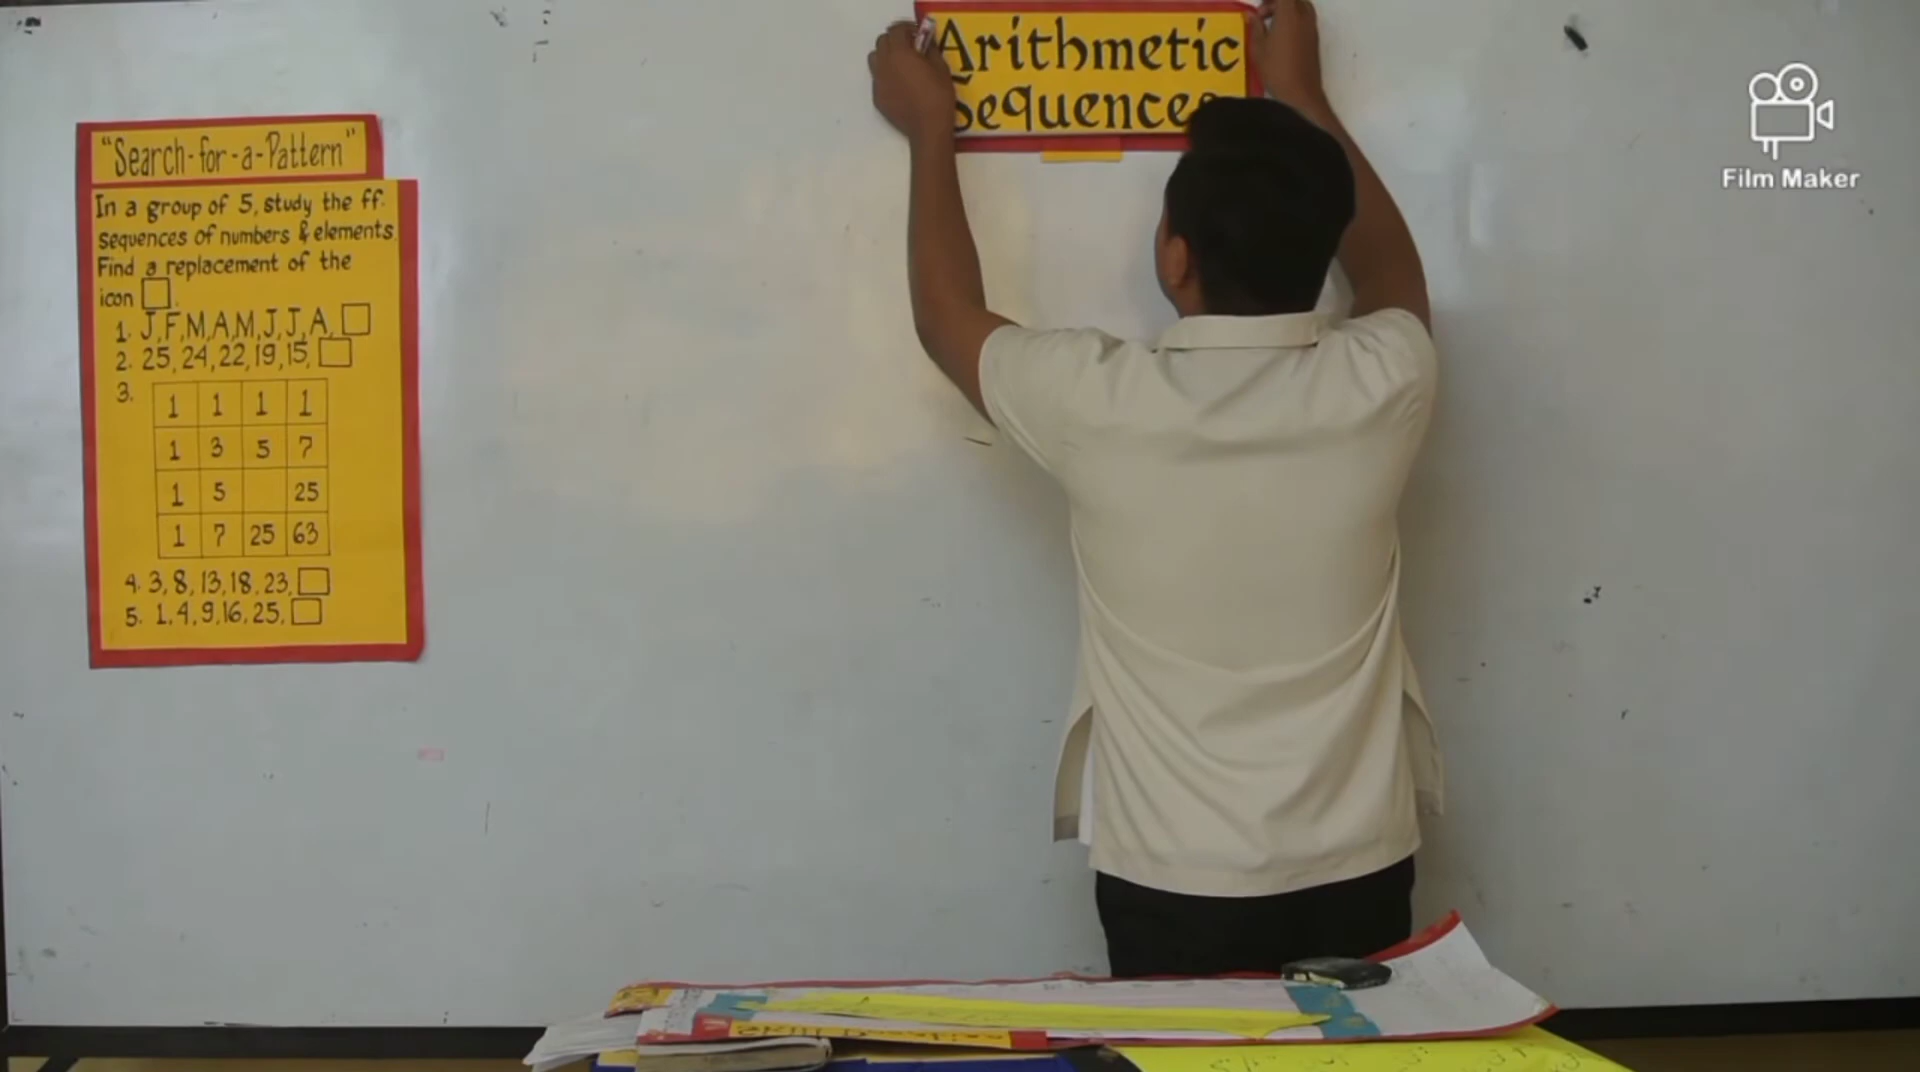 Arithmetic
Sequences
Film Maker
"Search-for-a-Pattern"
In a group of 5, study the ff.
sequences of numbers & elements.
Find a replacement of the
icon □.
1. J,F,M,A,M,J,J,A, □
2. 25, 24, 22, 19, 15, □
3.
1 1 1 1
1 3 5 7
1 5 25
1 7 25 63
4. 3, 8, 13, 18, 23, □
5. 1, 4, 9, 16, 25, □